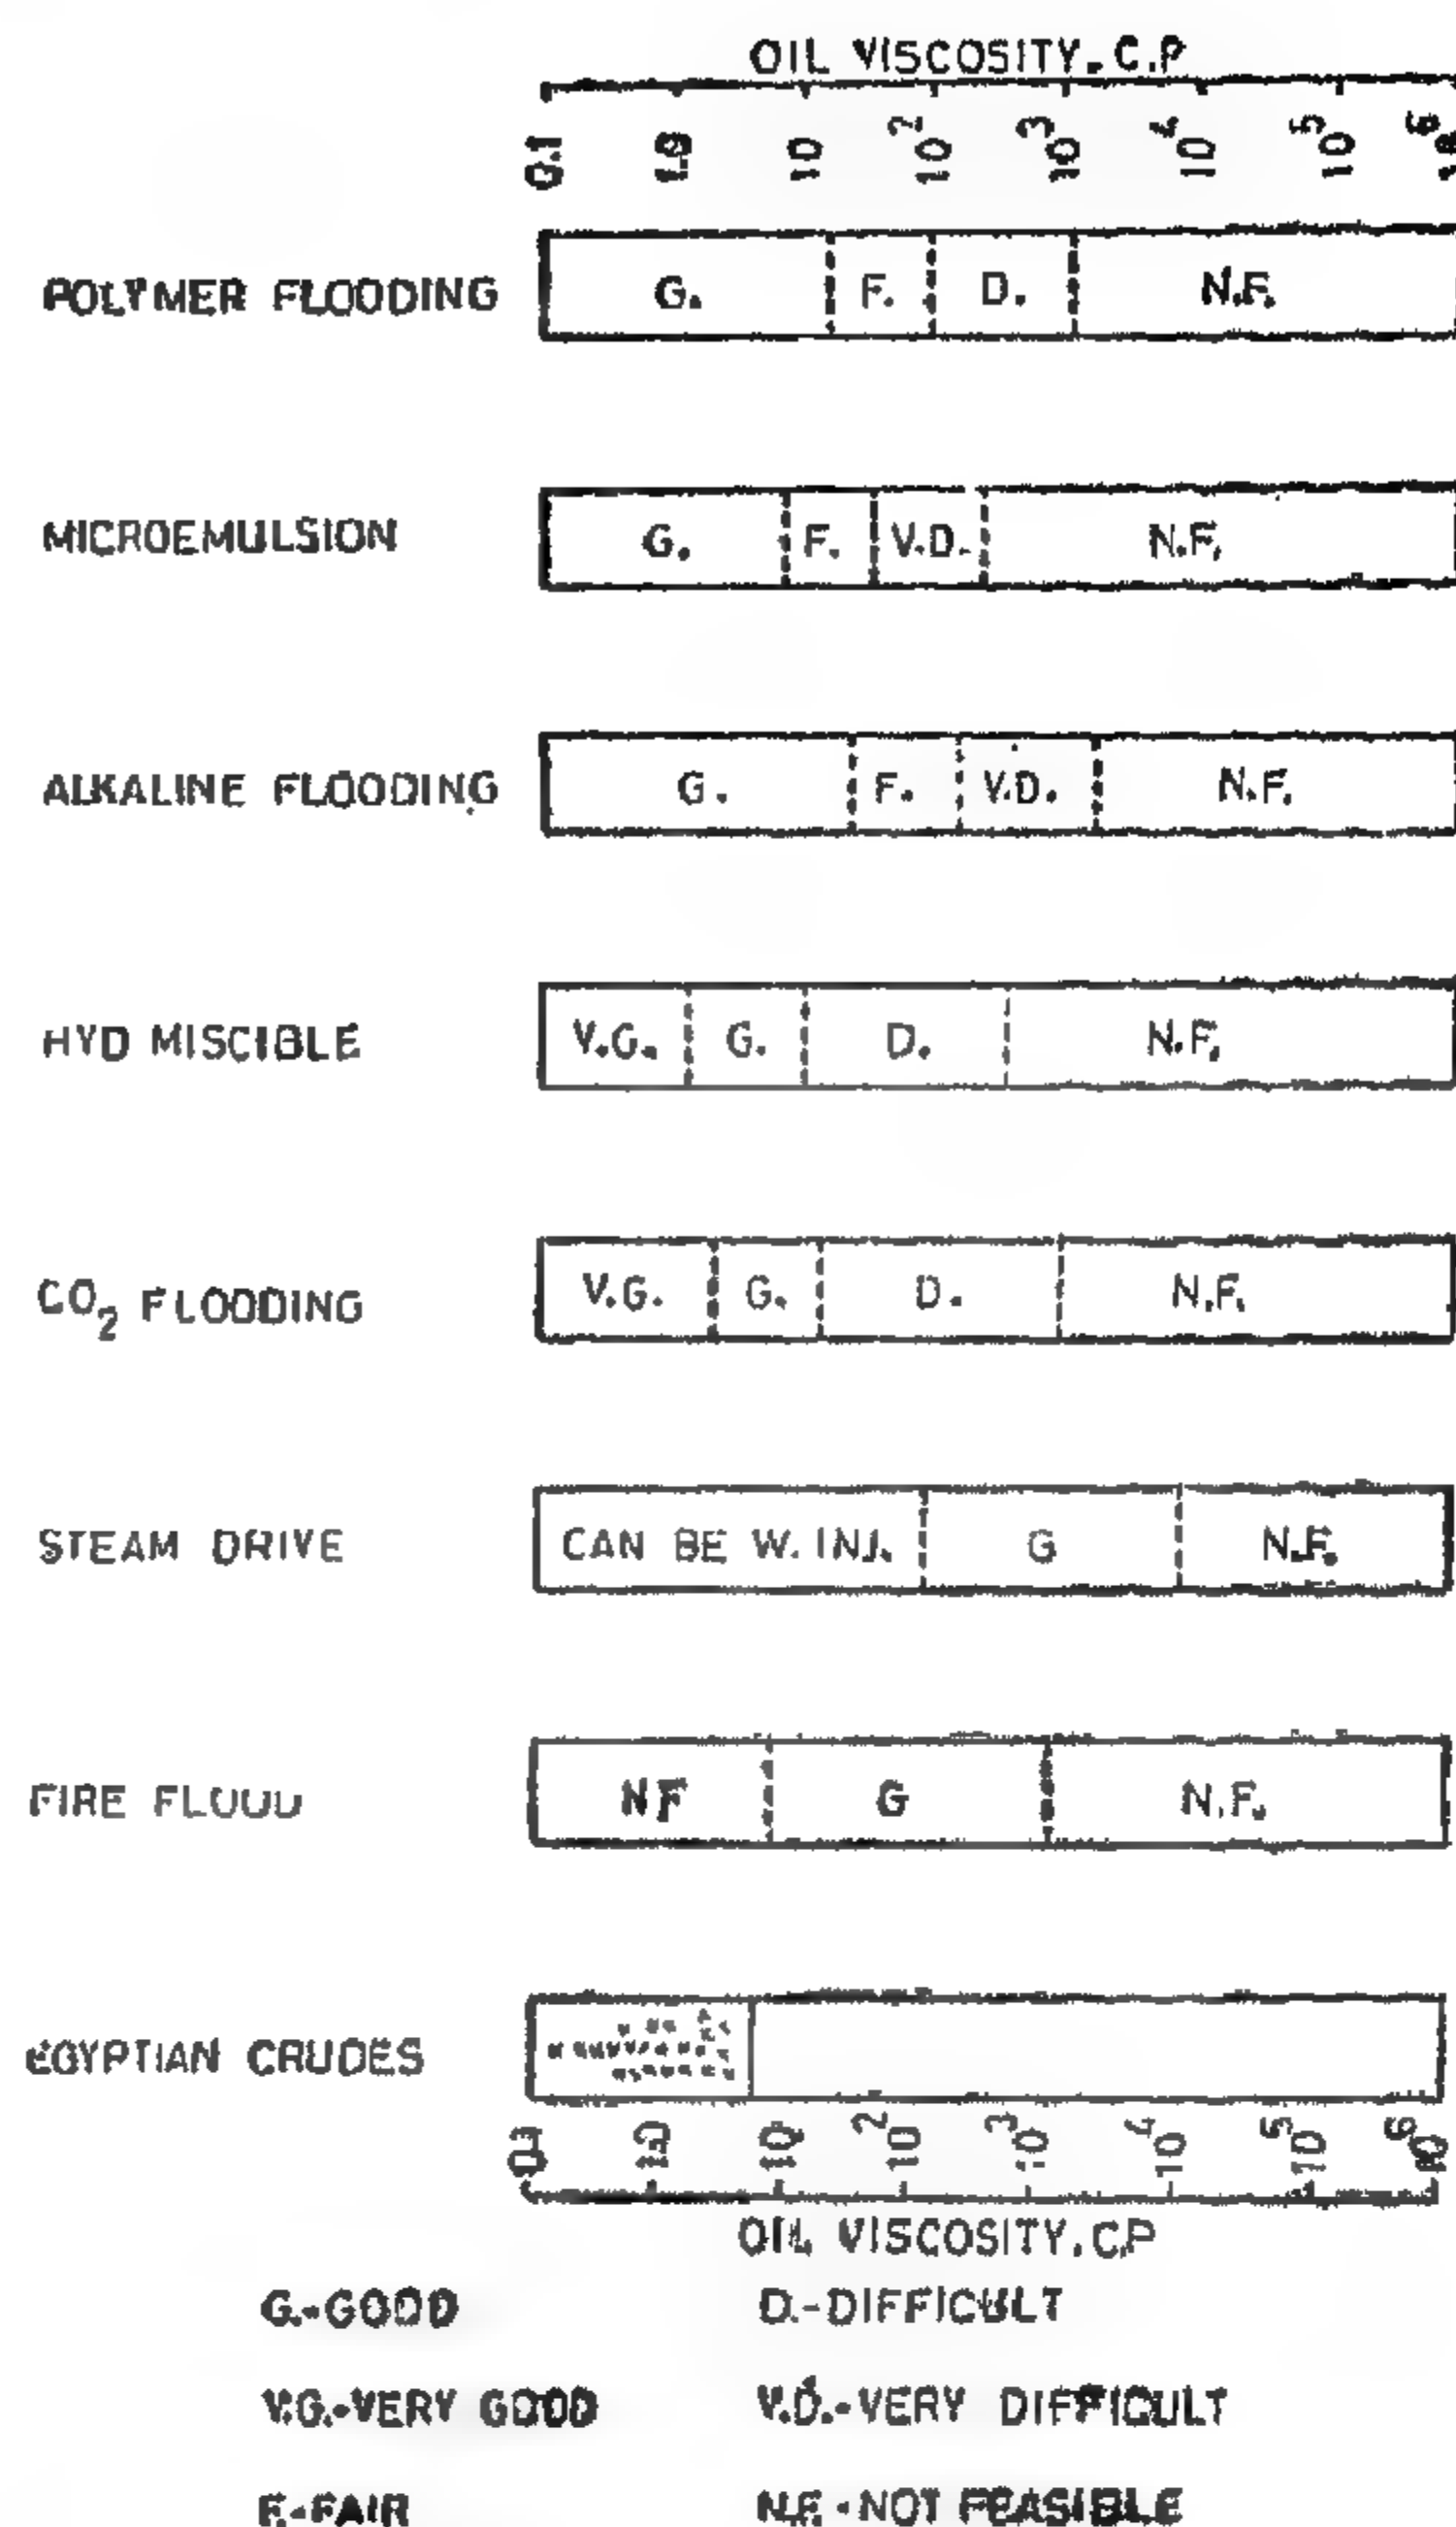 OIL VISCOSITY. C.P
0.1 1.0 10 10² 10³ 10⁴ 10⁵
POLYMER FLOODING G. F. D. N.F.
MICROEMULSION G. F. V.D. N.F.
ALKALINE FLOODING G. F. V.D. N.F.
HYD MISCIBLE V.G. G. D. N.F.
CO₂ FLOODING V.G. G. D. N.F.
STEAM DRIVE CAN BE W. INJ. G N.F.
FIRE FLOOD NF G N.F.
EGYPTIAN CRUDES
0.1 1.0 10 10² 10³ 10⁴ 10⁵ 10⁶
OIL VISCOSITY. C.P
G.-GOOD D.-DIFFICULT
V.G.-VERY GOOD V.D.-VERY DIFFICULT
F.-FAIR N.F.-NOT FEASIBLE